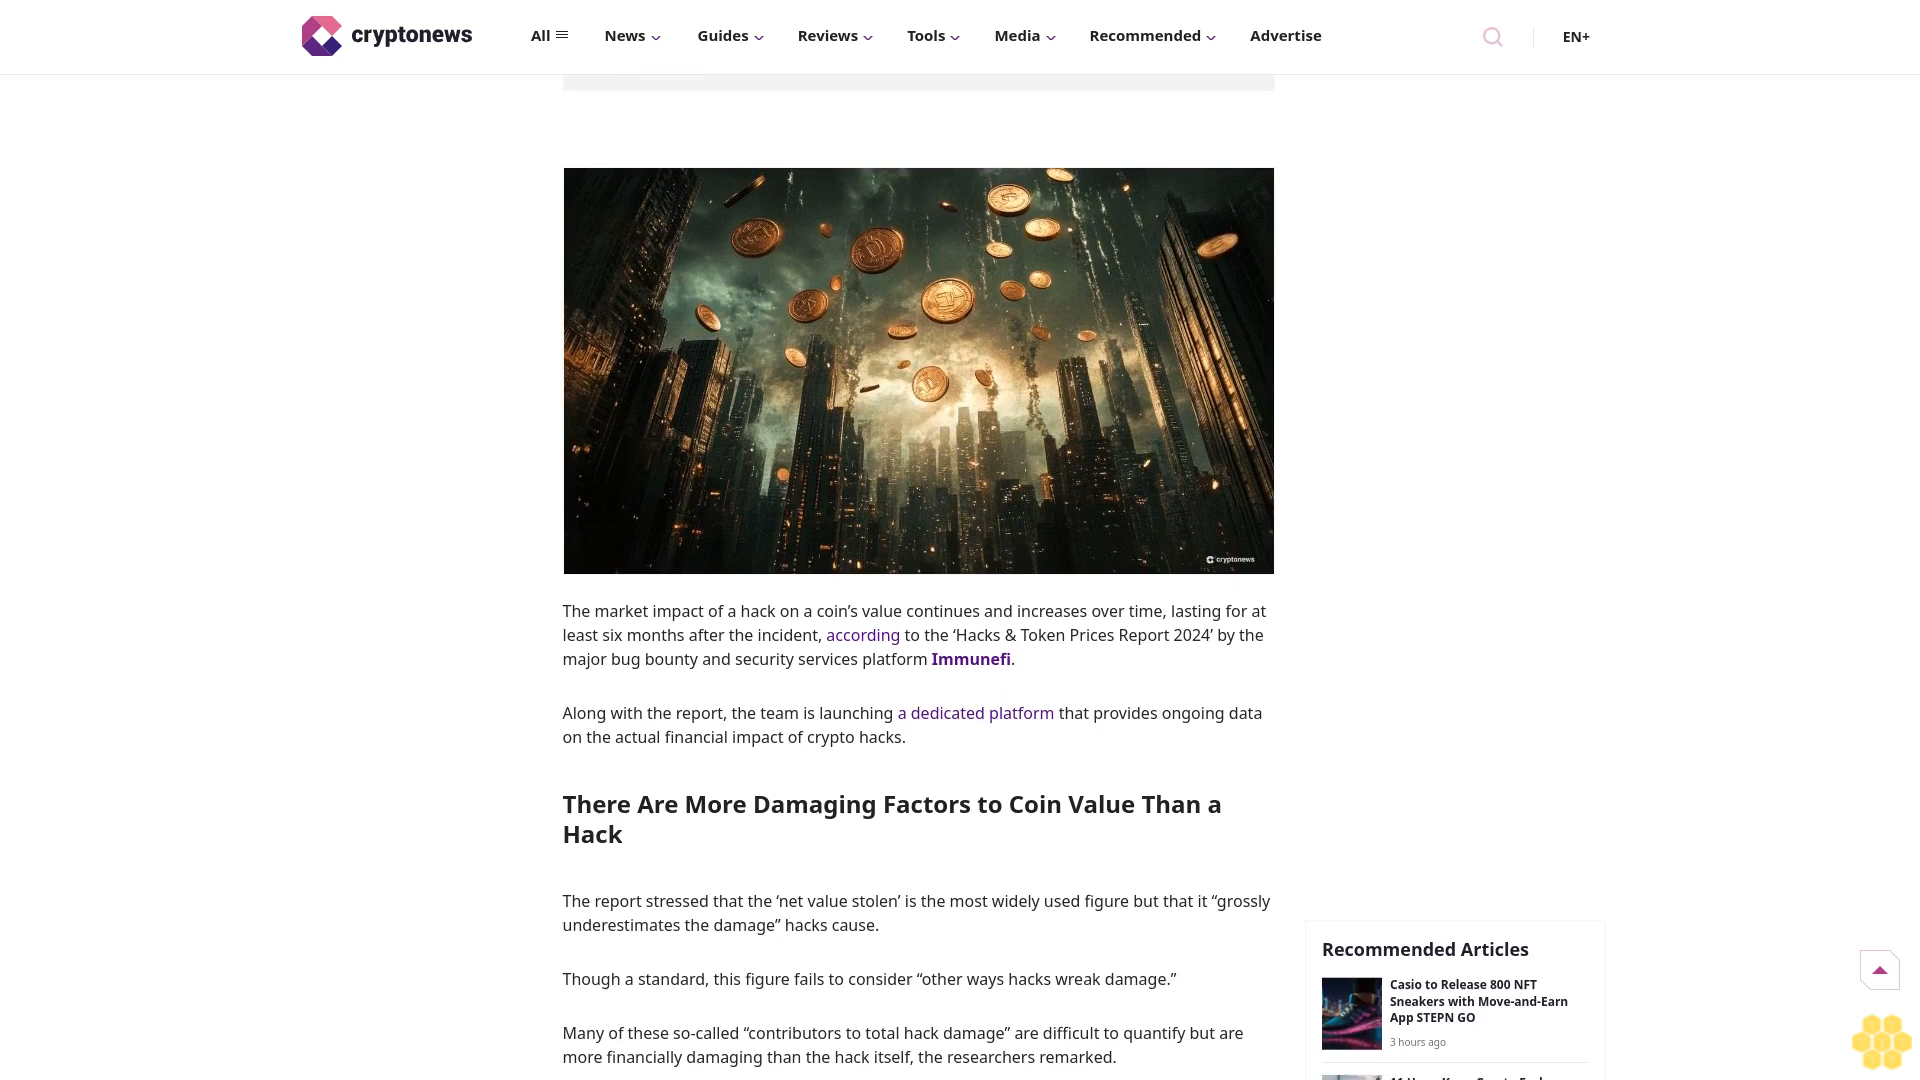 cryptonews
All
News
Guides
Reviews
Tools
Media
Recommended
Advertise
EN+
cryptonews
The market impact of a hack on a coin’s value continues and increases over time, lasting for at
least six months after the incident, according to the ‘Hacks & Token Prices Report 2024’ by the
major bug bounty and security services platform Immunefi.
Along with the report, the team is launching a dedicated platform that provides ongoing data
on the actual financial impact of crypto hacks.
There Are More Damaging Factors to Coin Value Than a
Hack
The report stressed that the ‘net value stolen’ is the most widely used figure but that it “grossly
underestimates the damage” hacks cause.
Though a standard, this figure fails to consider “other ways hacks wreak damage.”
Many of these so-called “contributors to total hack damage” are difficult to quantify but are
more financially damaging than the hack itself, the researchers remarked.
Recommended Articles
Casio to Release 800 NFT
Sneakers with Move-and-Earn
App STEPN GO
3 hours ago